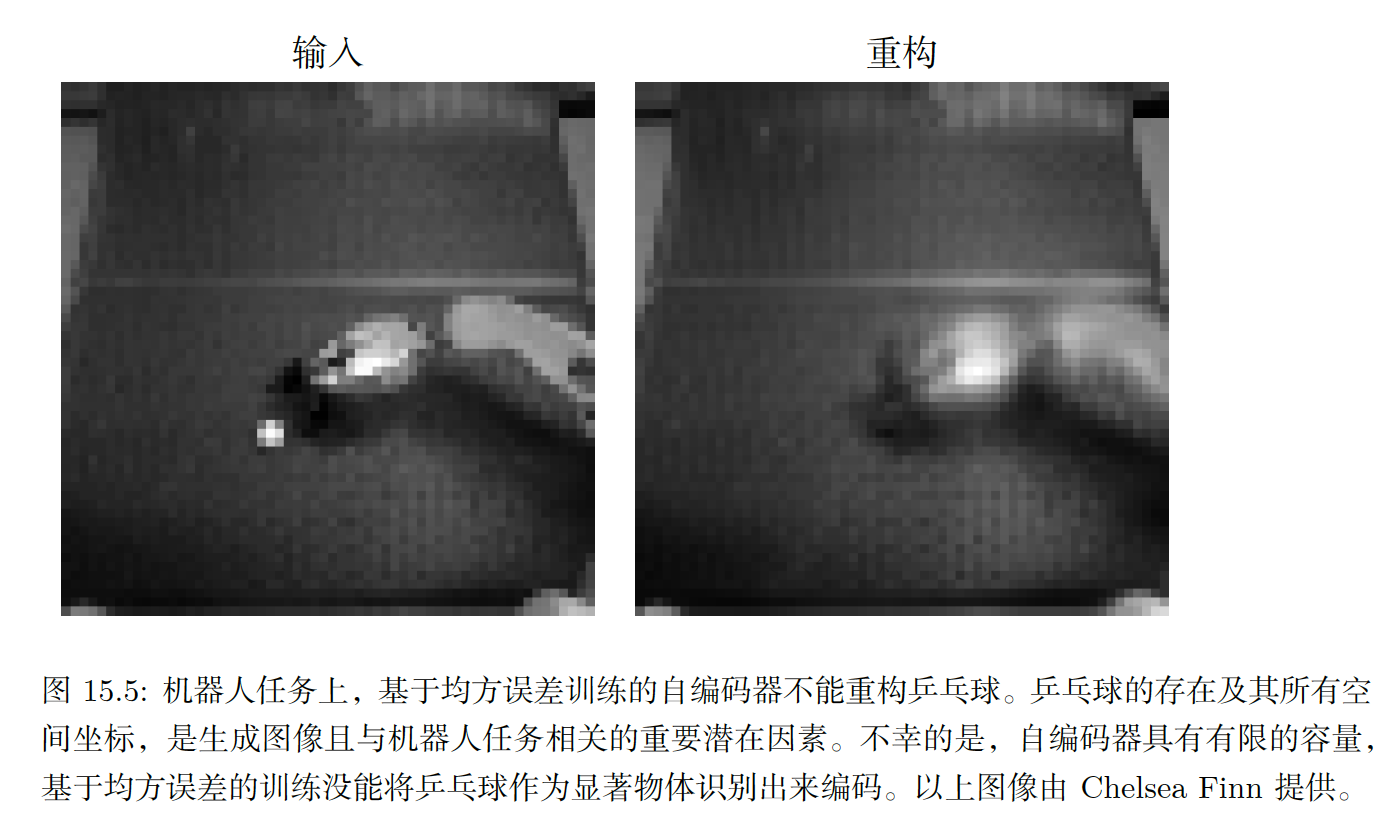 输入
重构
图 15.5: 机器人任务上，基于均方误差训练的自编码器不能重构乒乓球。乒乓球的存在及其所有空
间坐标，是生成图像且与机器人任务相关的重要潜在因素。不幸的是，自编码器具有有限的容量，
基于均方误差的训练没能将乒乓球作为显著物体识别出来编码。以上图像由 Chelsea Finn 提供。